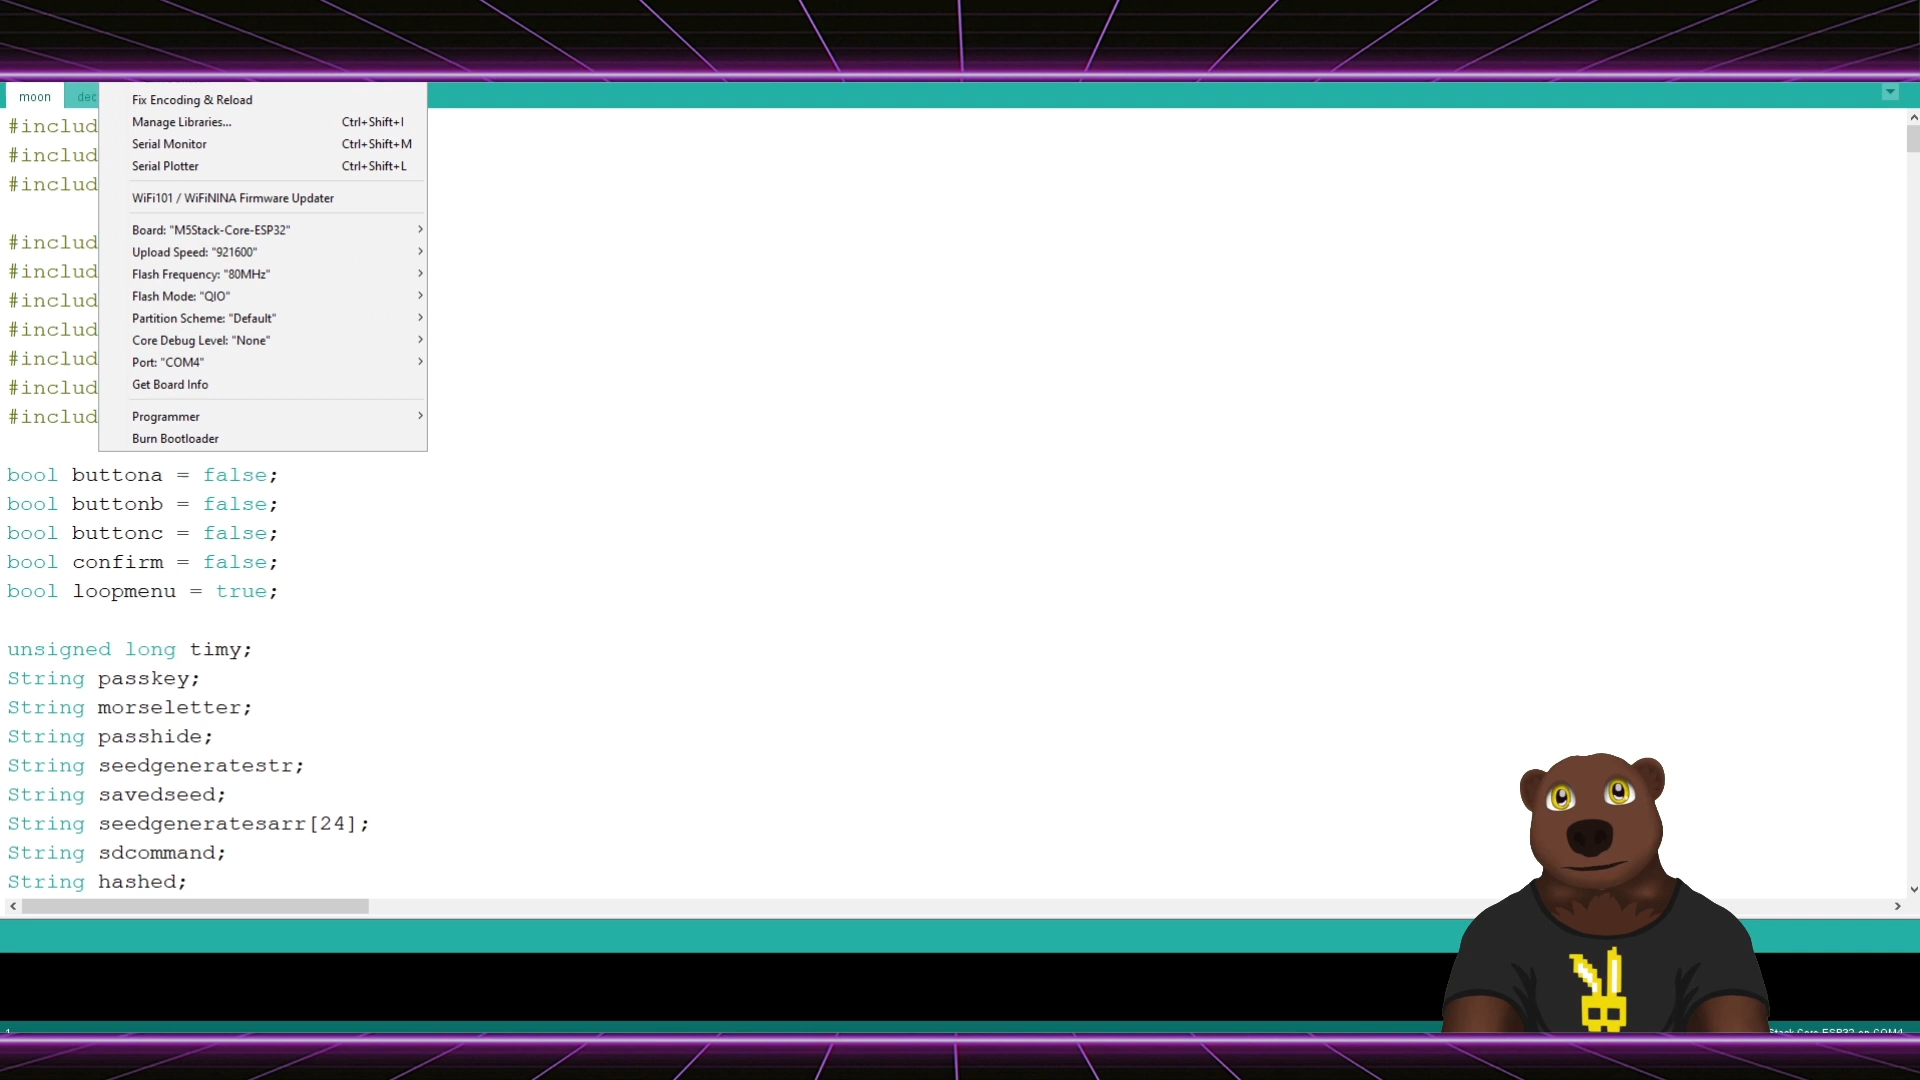 moon dec
Fix Encoding & Reload
Manage Libraries... Ctrl+Shift+I
Serial Monitor Ctrl+Shift+M
Serial Plotter Ctrl+Shift+L
WiFi101 / WiFiNINA Firmware Updater
Board: "M5Stack-Core-ESP32"
Upload Speed: "921600"
Flash Frequency: "80MHz"
Flash Mode: "QIO"
Partition Scheme: "Default"
Core Debug Level: "None"
Port: "COM4"
Get Board Info
Programmer
Burn Bootloader
#includ
#includ
#includ
#includ
#includ
#includ
#includ
#includ
#includ
#includ
bool buttona = false;
bool buttonb = false;
bool buttonc = false;
bool confirm = false;
bool loopmenu = true;
unsigned long timy;
String passkey;
String morseletter;
String passhide;
String seedgeneratestr;
String savedseed;
String seedgeneratesarr[24];
String sdcommand;
String hashed;